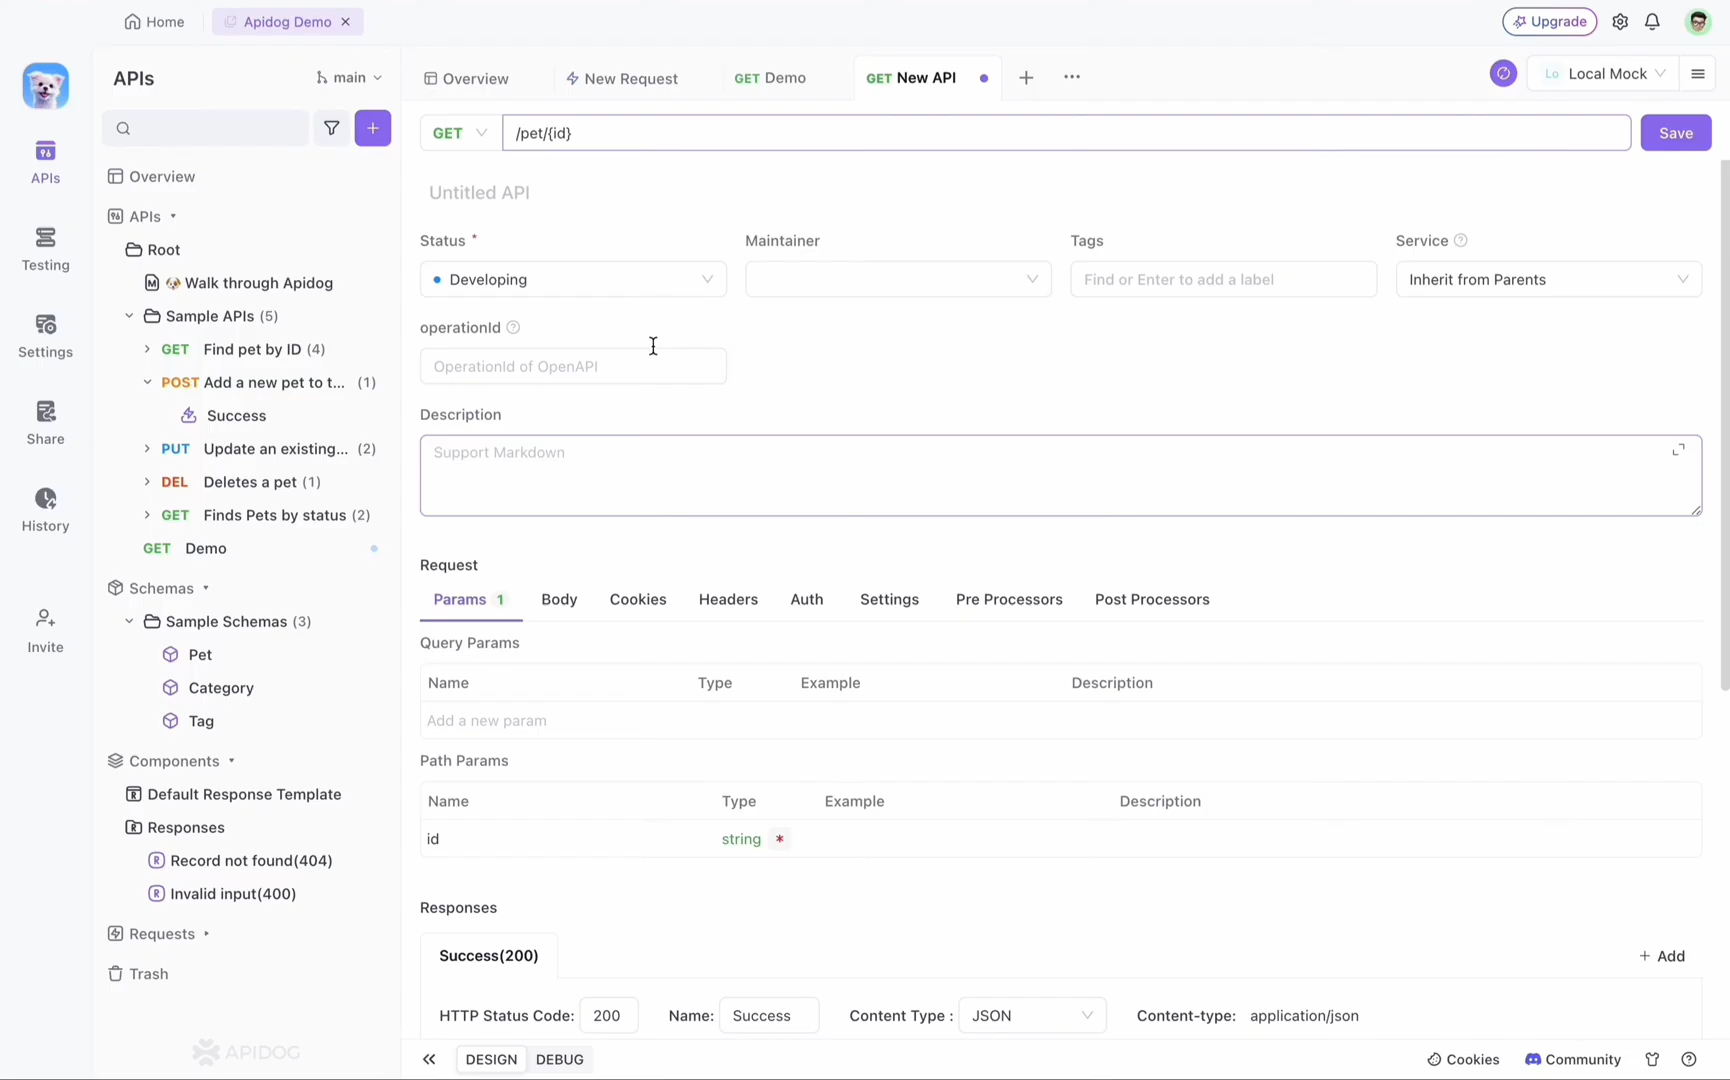 Home
Apidog Demo
Upgrade
APIs
Testing
Settings
Share
History
Invite
APIs
main
Overview
APIs
Root
Walk through Apidog
Sample APIs (5)
GET Find pet by ID (4)
POST Add a new pet to t... (1)
Success
PUT Update an existing... (2)
DEL Deletes a pet (1)
GET Finds Pets by status (2)
GET Demo
Schemas
Sample Schemas (3)
Pet
Category
Tag
Components
Default Response Template
Responses
Record not found(404)
Invalid input(400)
Requests
Trash
APIDOG
Overview
New Request
GET Demo
GET New API
Lo Local Mock
GET
/pet/{id}
Save
Untitled API
Status *
Maintainer
Tags
Service
Developing
Find or Enter to add a label
Inherit from Parents
operationId
OperationId of OpenAPI
Description
Support Markdown
Request
Params 1
Body
Cookies
Headers
Auth
Settings
Pre Processors
Post Processors
Query Params
Name Type Example Description
Add a new param
Path Params
Name Type Example Description
id string *
Responses
Success(200)
+ Add
HTTP Status Code: 200 Name: Success Content Type : JSON Content-type: application/json
DESIGN
DEBUG
Cookies
Community